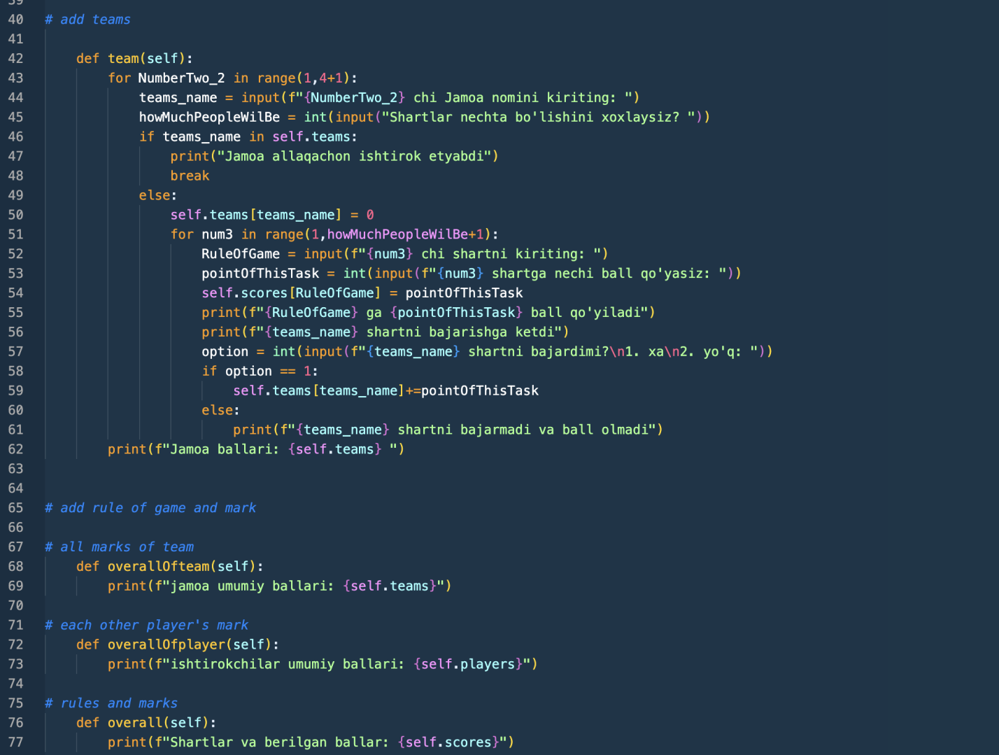 39
40 # add teams
41
42     def team(self):
43         for NumberTwo_2 in range(1,4+1):
44             teams_name = input(f"{NumberTwo_2} chi Jamoa nomini kiriting: ")
45             howMuchPeopleWilBe = int(input("Shartlar nechta bo'lishini xoxlaysiz? "))
46             if teams_name in self.teams:
47                 print("Jamoa allaqachon ishtirok etyabdi")
48                 break
49             else:
50                 self.teams[teams_name] = 0
51                 for num3 in range(1,howMuchPeopleWilBe+1):
52                     RuleOfGame = input(f"{num3} chi shartni kiriting: ")
53                     pointOfThisTask = int(input(f"{num3} shartga nechi ball qo'yasiz: "))
54                     self.scores[RuleOfGame] = pointOfThisTask
55                     print(f"{RuleOfGame} ga {pointOfThisTask} ball qo'yiladi")
56                     print(f"{teams_name} shartni bajarishga ketdi")
57                     option = int(input(f"{teams_name} shartni bajardimi?\n1. xa\n2. yo'q: "))
58                     if option == 1:
59                         self.teams[teams_name]+=pointOfThisTask
60                     else:
61                         print(f"{teams_name} shartni bajarmadi va ball olmadi")
62         print(f"Jamoa ballari: {self.teams} ")
63
64
65 # add rule of game and mark
66
67 # all marks of team
68     def overallOfteam(self):
69         print(f"jamoa umumiy ballari: {self.teams}")
70
71 # each other player's mark
72     def overallOfplayer(self):
73         print(f"ishtirokchilar umumiy ballari: {self.players}")
74
75 # rules and marks
76     def overall(self):
77         print(f"Shartlar va berilgan ballar: {self.scores}")